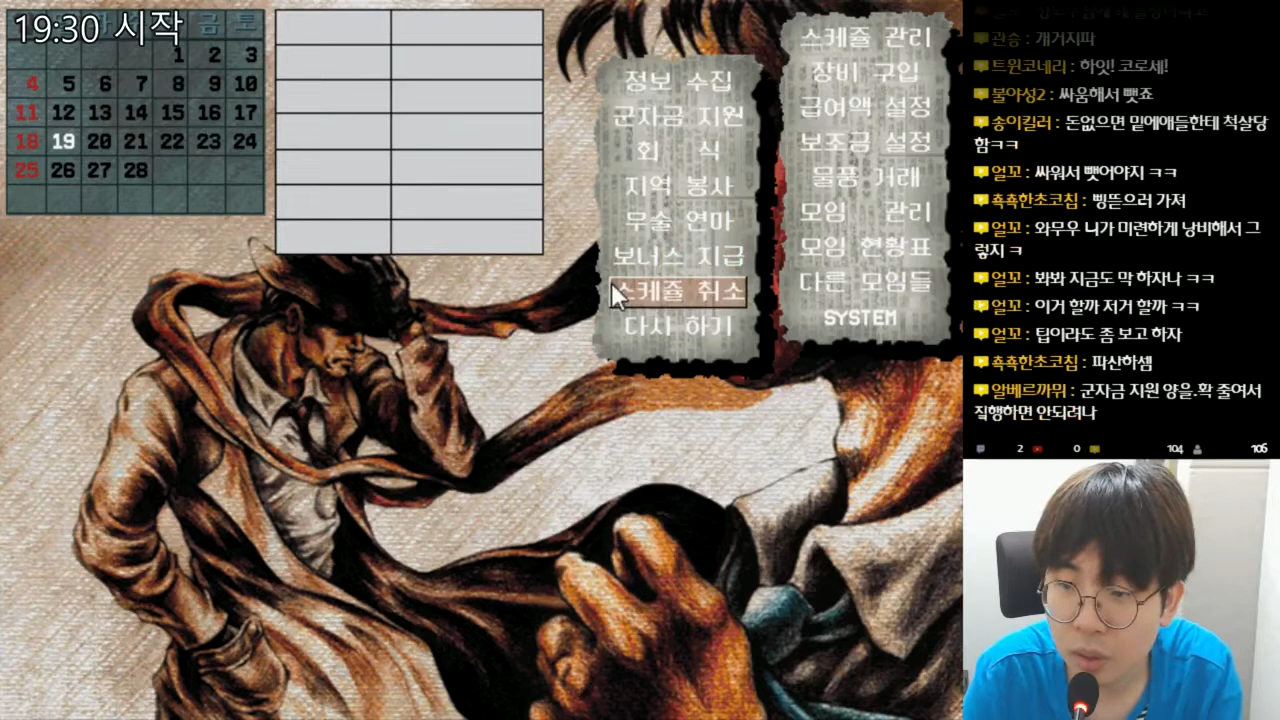 19:30 시작
금 토
1 2 3
4 5 6 7 8 9 10
11 12 13 14 15 16 17
18 19 20 21 22 23 24
25 26 27 28
정보 수집
군자금 지원
회 식
지역 봉사
무술 연마
보너스 지급
스케쥴 취소
다시 하기
스케쥴 관리
장비 구입
급여액 설정
보조금 설정
물품 거래
모임 관리
모임 현황표
다른 모임들
SYSTEM
관승 : 개거지파
트윈코네리 : 하잇! 코로세!
불야성2 : 싸움해서 뺏죠
송이킬러 : 돈없으면 밑에애들한테 척살당
함ㅋㅋ
얼꼬 : 싸워서 뺏어야지 ㅋㅋ
흑흑한초코칩 : 삥뜯으러 가저
얼꼬 : 와무우 니가 미련하게 낭비해서 그
렇지 ㅋ
얼꼬 : 봐봐 지금도 막 하자나 ㅋㅋ
얼꼬 : 이거 할까 저거 할까 ㅋㅋ
얼꼬 : 팁이라도 좀 보고 하자
흑흑한초코칩 : 파산하셈
알베르까뮈 : 군자금 지원 양을.확 줄여서
짘행하면 안되려나
2 0 104 106